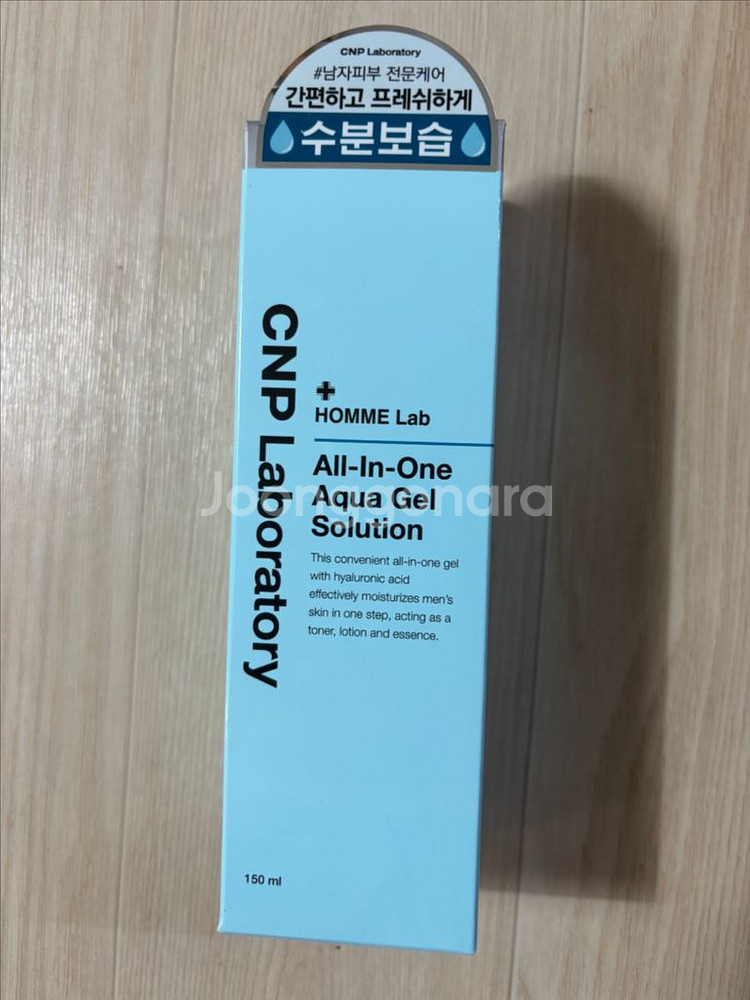 CNP Laboratory
#남자피부 전문케어
간편하고 프레쉬하게
수분보습
CNP Laboratory
HOMME Lab
All-In-One
Aqua Gel
Solution
This convenient all-in-one gel
with hyaluronic acid
effectively moisturizes men's
skin in one step, acting as a
toner, lotion and essence.
150 ml
Joonggonara